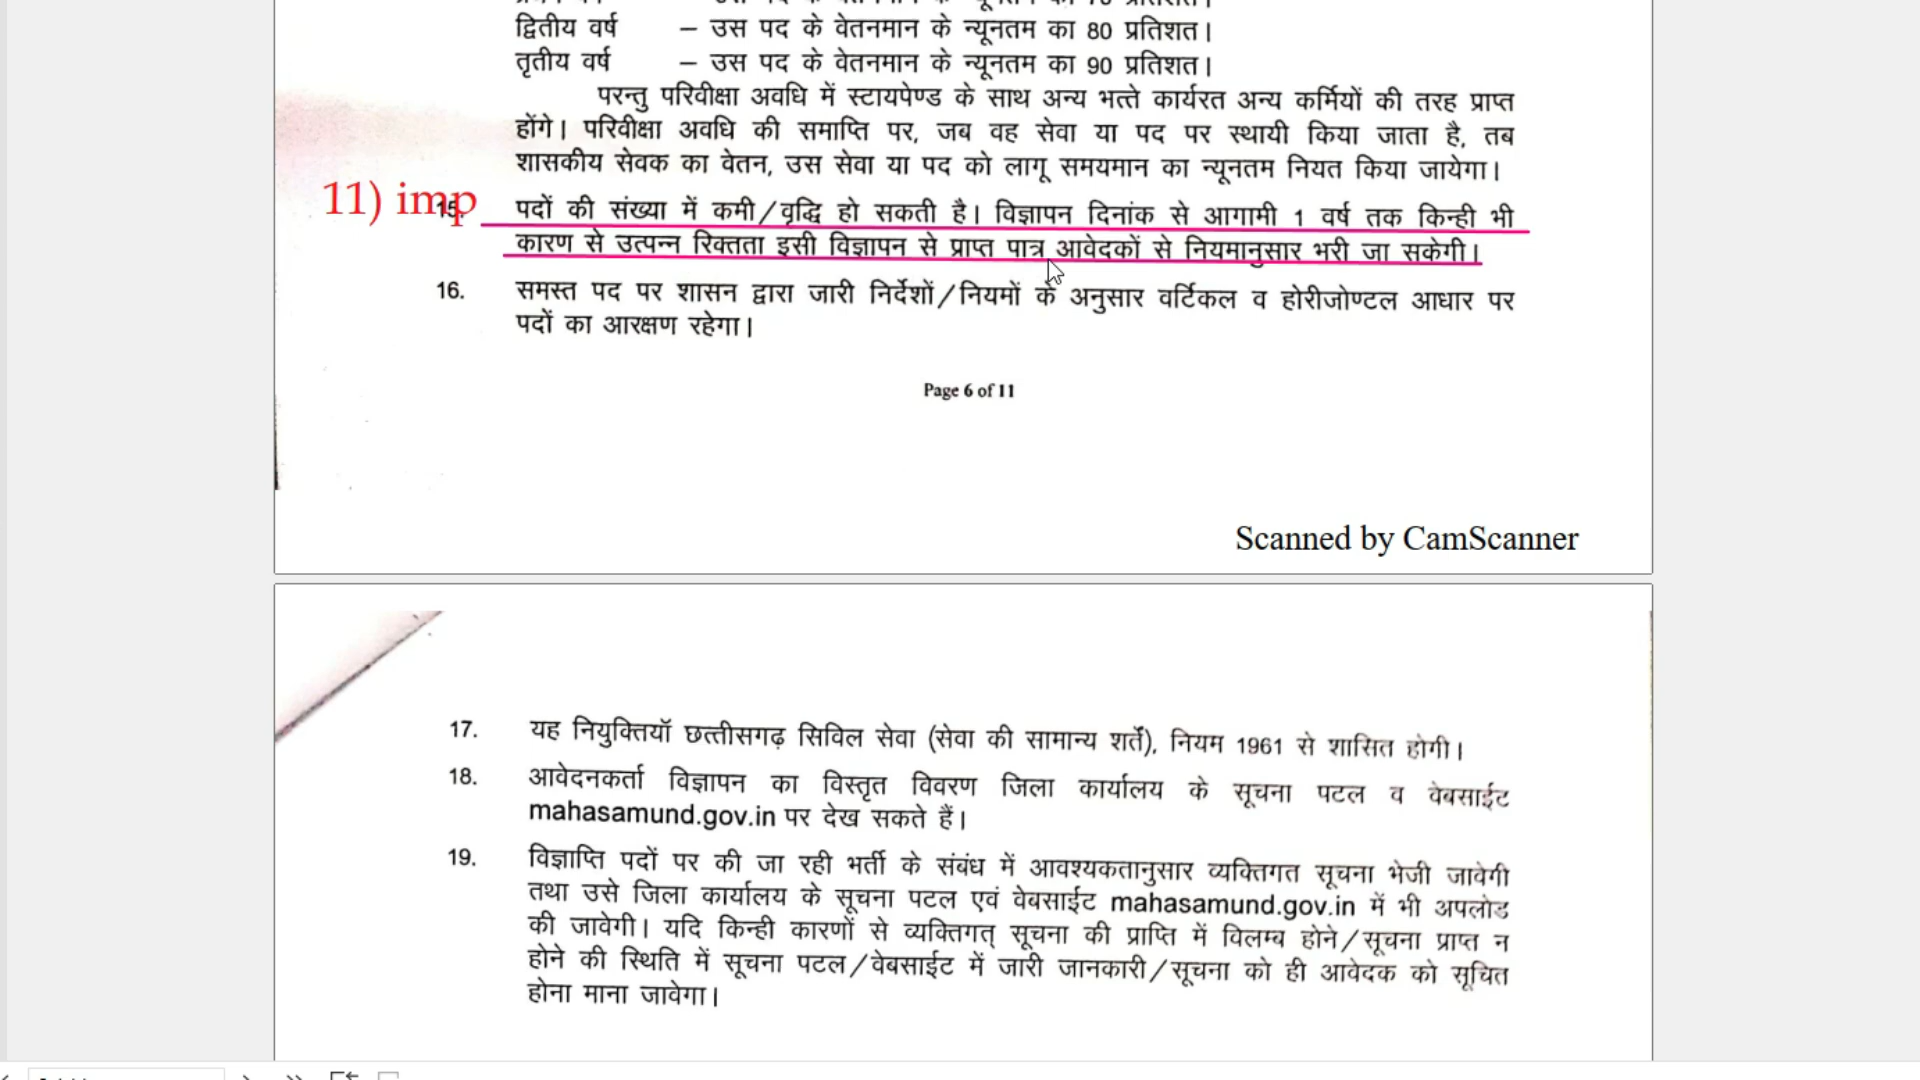 द्वितीय वर्ष – उस पद के वेतनमान के न्यूनतम का 80 प्रतिशत।
तृतीय वर्ष – उस पद के वेतनमान के न्यूनतम का 90 प्रतिशत।
परन्तु परिवीक्षा अवधि में स्टायपेण्ड के साथ अन्य भत्ते कार्यरत अन्य कर्मियों की तरह प्राप्त
होंगे। परिवीक्षा अवधि की समाप्ति पर, जब वह सेवा या पद पर स्थायी किया जाता है, तब
शासकीय सेवक का वेतन, उस सेवा या पद को लागू समयमान का न्यूनतम नियत किया जायेगा।
11) imp
15. पदों की संख्या में कमी/वृद्धि हो सकती है। विज्ञापन दिनांक से आगामी 1 वर्ष तक किन्ही भी
कारण से उत्पन्न रिक्तता इसी विज्ञापन से प्राप्त पात्र आवेदकों से नियमानुसार भरी जा सकेगी।
16. समस्त पद पर शासन द्वारा जारी निर्देशों/नियमों के अनुसार वर्टिकल व होरीजोण्टल आधार पर
पदों का आरक्षण रहेगा।
Page 6 of 11
Scanned by CamScanner
17. यह नियुक्तियॉ छत्तीसगढ़ सिविल सेवा (सेवा की सामान्य शर्तें), नियम 1961 से शासित होगी।
18. आवेदनकर्ता विज्ञापन का विस्तृत विवरण जिला कार्यालय के सूचना पटल व वेबसाईट
mahasamund.gov.in पर देख सकते हैं।
19. विज्ञाप्ति पदों पर की जा रही भर्ती के संबंध में आवश्यकतानुसार व्यक्तिगत सूचना भेजी जावेगी
तथा उसे जिला कार्यालय के सूचना पटल एवं वेबसाईट mahasamund.gov.in में भी अपलोड
की जावेगी। यदि किन्ही कारणों से व्यक्तिगत् सूचना की प्राप्ति में विलम्ब होने/सूचना प्राप्त न
होने की स्थिति में सूचना पटल/वेबसाईट में जारी जानकारी/सूचना को ही आवेदक को सूचित
होना माना जावेगा।